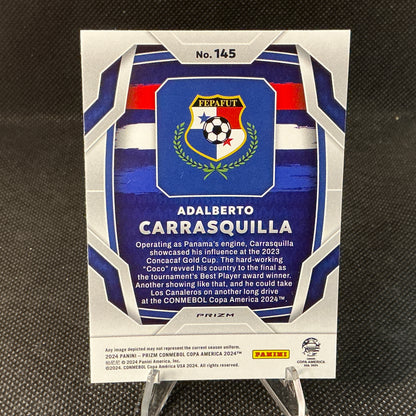 No. 145
FEPAFUT
ADALBERTO
CARRASQUILLA
Operating as Panama's engine, Carrasquilla
showcased his influence at the 2023
Concacaf Gold Cup. The hard-working
"Coco" revved his country to the final as
the tournament's Best Player award winner.
Another showing like that, and he could take
Los Canaleros on another long drive
at the CONMEBOL Copa America 2024™.
PRIZM
Any image depicted may not represent the current season uniform.
2024 PANINI – PRIZM CONMEBOL COPA AMERICA 2024™
© 2024 Panini America, Inc.
©2024. CONMEBOL Copa América USA 2024. All rights reserved.
PANINI
COPA AMERICA
USA 2024